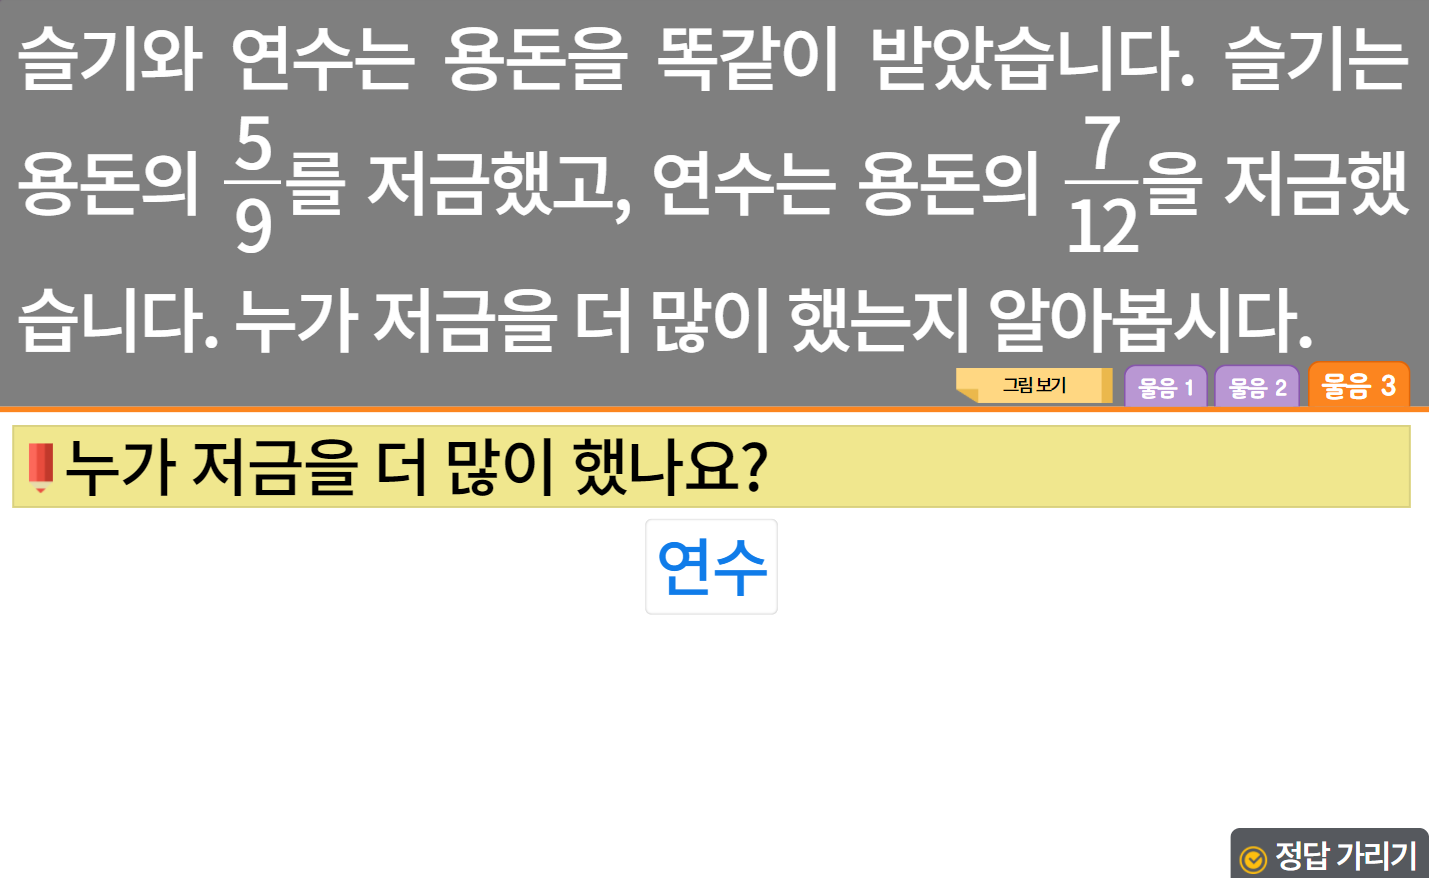 슬기와 연수는 용돈을 똑같이 받았습니다. 슬기는
용돈의 5/9를 저금했고, 연수는 용돈의 7/12을 저금했
습니다. 누가 저금을 더 많이 했는지 알아봅시다.
그림 보기 물음 1 물음 2 물음 3
누가 저금을 더 많이 했나요?
연수
정답 가리기